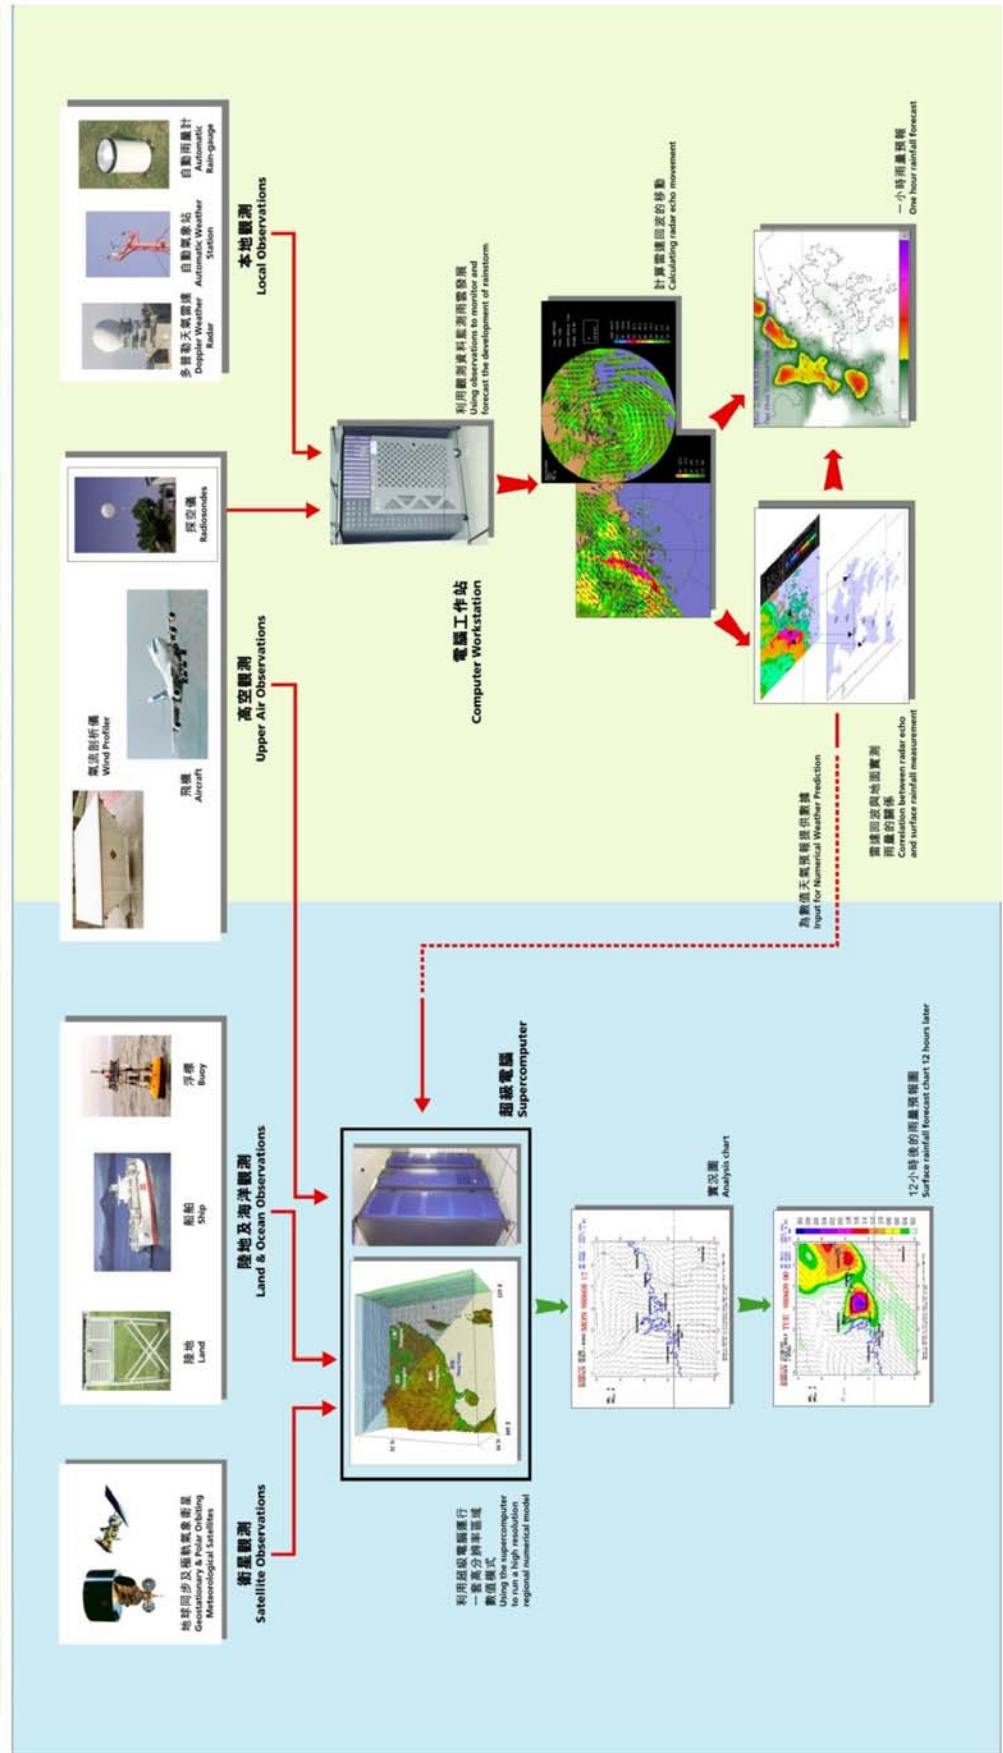 地球同步及極軌氣象衛星
Geostationary & Polar Orbiting
Meteorological Satellites
衛星觀測
Satellite Observations
陸地
Land
船舶
Ship
浮標
Buoy
陸地及海洋觀測
Land & Ocean Observations
氣流剖析儀
Wind Profiler
飛機
Aircraft
探空儀
Radiosondes
高空觀測
Upper Air Observations
多普勒天氣雷達
Doppler Weather
Radar
自動氣象站
Automatic Weather
Station
自動雨量計
Automatic
Rain-gauge
本地觀測
Local Observations
利用超級電腦運行
一套高分辨率區域
數值模式
Using the supercomputer
to run a high resolution
regional numerical model
超級電腦
Supercomputer
電腦工作站
Computer Workstation
利用觀測資料監測雨雲發展
Using observations to monitor and
forecast the development of rainstorm
計算雷達回波的移動
Calculating radar echo movement
實況圖
Analysis chart
12小時後的雨量預報圖
Surface rainfall forecast chart 12 hours later
為數值天氣預報提供數據
Input for Numerical Weather Prediction
雷達回波與地面實測
雨量的關係
Correlation between radar echo
and surface rainfall measurement
一小時雨量預報
One hour rainfall forecast